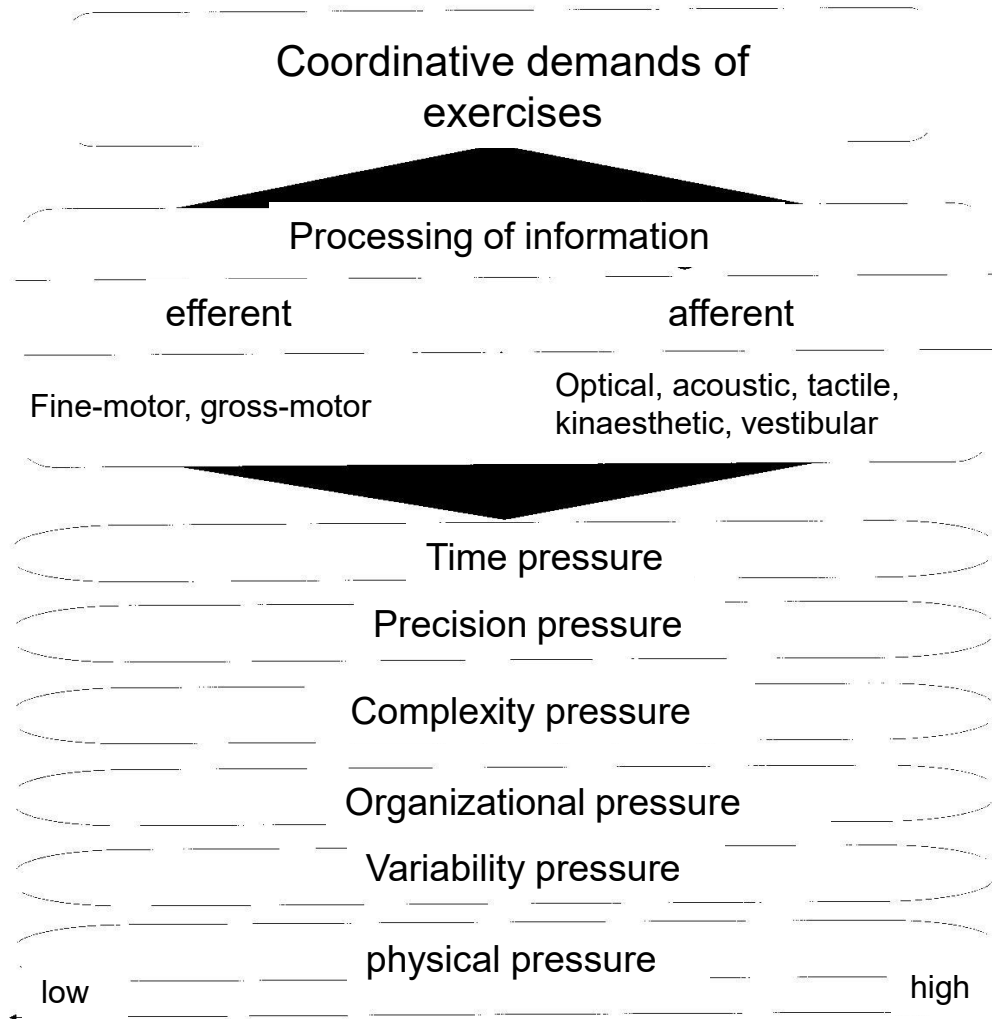 Coordinative demands of
exercises
Processing of information
efferent
afferent
Fine-motor, gross-motor
Optical, acoustic, tactile,
kinaesthetic, vestibular
Time pressure
Precision pressure
Complexity pressure
Organizational pressure
Variability pressure
physical pressure
low
high